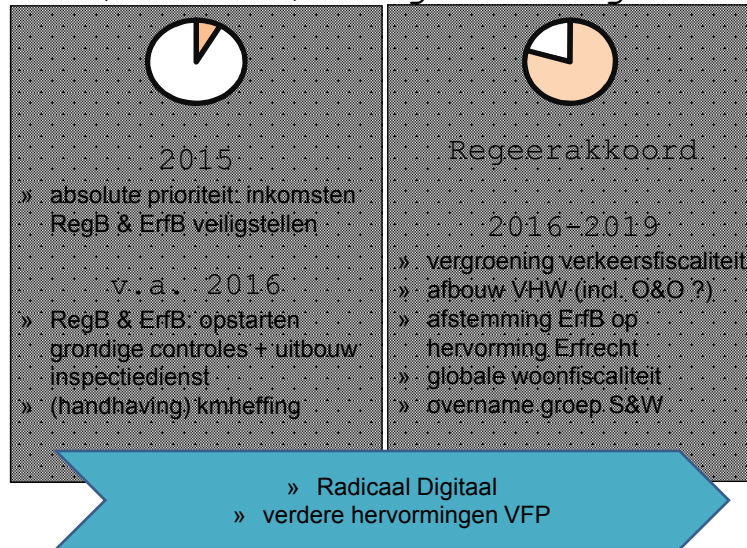 2015
» absolute prioriteit: inkomsten
RegB & ErfB veiligstellen
v.a. 2016
» RegB & ErfB: opstarten
grondige controles + uitbouw
inspectiedienst
» (handhaving) kmheffing
Regeerakkoord
2016-2019
» vergroening verkeersfiscaliteit
» afbouw VHW (incl. O&O ?)
» afstemming ErfB op
hervorming Erfrecht
» globale woonfiscaliteit
» overname groep S&W
» Radicaal Digitaal
» verdere hervormingen VFP